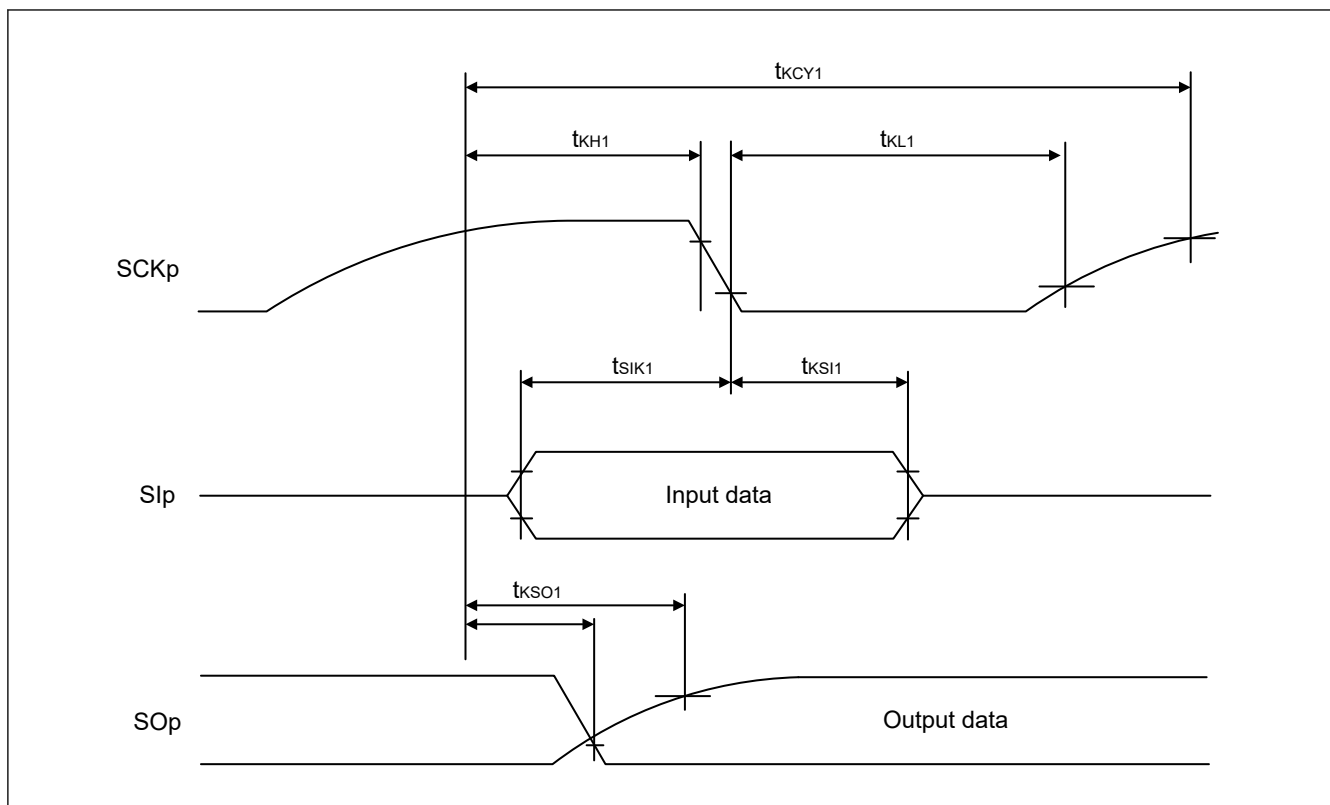 tKCY1
tKH1
tKL1
SCKp
tSIK1
tKSI1
SIp
Input data
tKSO1
SOp
Output data